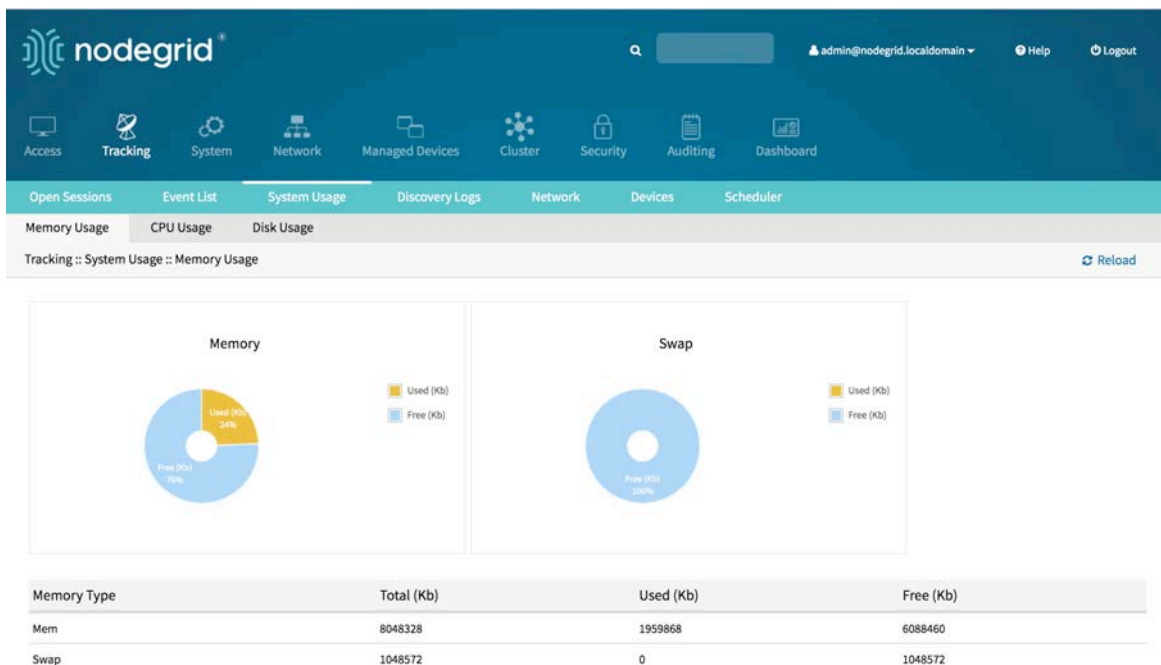 nodegrid®
admin@nodegrid.localdomain
Help
Logout
Access
Tracking
System
Network
Managed Devices
Cluster
Security
Auditing
Dashboard
Open Sessions
Event List
System Usage
Discovery Logs
Network
Devices
Scheduler
Memory Usage
CPU Usage
Disk Usage
Tracking :: System Usage :: Memory Usage
Reload
Memory
Used (Kb)
24%
Free (Kb)
76%
Used (Kb)
Free (Kb)
Swap
Free (Kb)
100%
Used (Kb)
Free (Kb)
Memory Type Total (Kb) Used (Kb) Free (Kb)
Mem 8048328 1959868 6088460
Swap 1048572 0 1048572